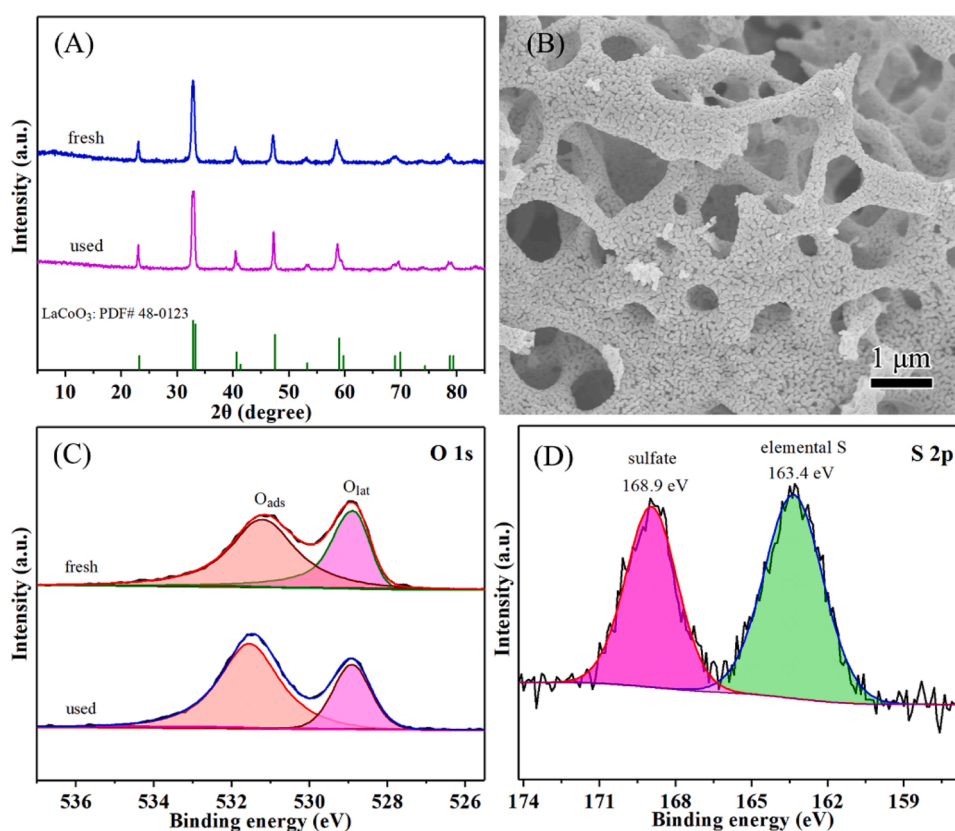 (A)
fresh
used
LaCoO₃: PDF# 48-0123
Intensity (a.u.)
10 20 30 40 50 60 70 80
2θ (degree)
(B)
1 μm
(C)
O 1s
O_ads
O_lat
fresh
used
Intensity (a.u.)
536 534 532 530 528 526
Binding energy (eV)
(D)
S 2p
sulfate
168.9 eV
elemental S
163.4 eV
Intensity (a.u.)
174 171 168 165 162 159
Binding energy (eV)